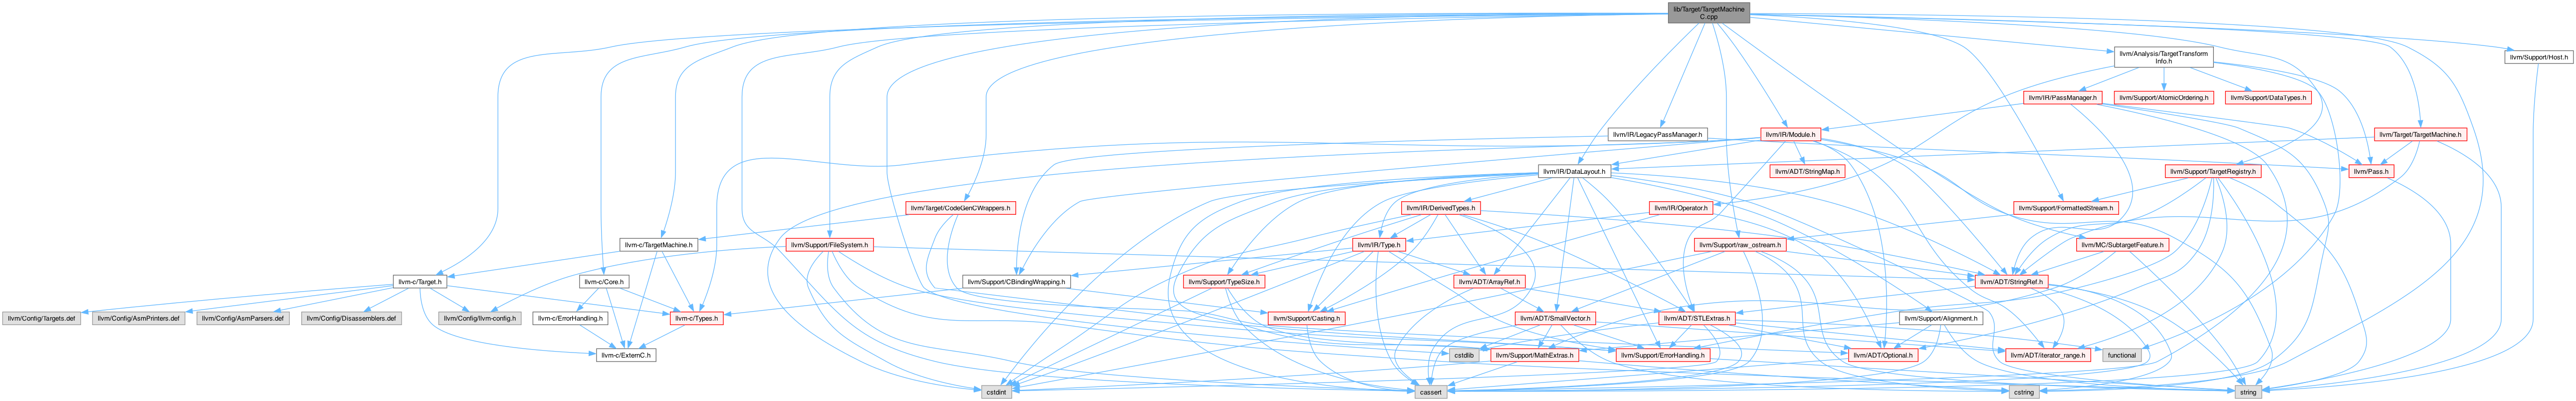 lib/Target/TargetMachine
C.cpp
llvm/Analysis/TargetTransform
Info.h
llvm/Support/Host.h
llvm/IR/PassManager.h
llvm/Support/AtomicOrdering.h
llvm/Support/DataTypes.h
llvm/IR/LegacyPassManager.h
llvm/IR/Module.h
llvm/Target/TargetMachine.h
llvm/IR/DataLayout.h
llvm/ADT/StringMap.h
llvm/Support/TargetRegistry.h
llvm/Pass.h
llvm/Target/CodeGenCWrappers.h
llvm/IR/DerivedTypes.h
llvm/IR/Operator.h
llvm/Support/FormattedStream.h
llvm-c/TargetMachine.h
llvm/Support/FileSystem.h
llvm/IR/Type.h
llvm/Support/raw_ostream.h
llvm/MC/SubtargetFeature.h
llvm-c/Target.h
llvm-c/Core.h
llvm/Support/CBindingWrapping.h
llvm/Support/TypeSize.h
llvm/ADT/ArrayRef.h
llvm/ADT/StringRef.h
llvm/Config/Targets.def
llvm/Config/AsmPrinters.def
llvm/Config/AsmParsers.def
llvm/Config/Disassemblers.def
llvm/Config/llvm-config.h
llvm-c/ErrorHandling.h
llvm-c/Types.h
llvm/Support/Casting.h
llvm/ADT/SmallVector.h
llvm/ADT/STLExtras.h
llvm/Support/Alignment.h
llvm-c/ExternC.h
cstdlib
llvm/Support/MathExtras.h
llvm/Support/ErrorHandling.h
llvm/ADT/Optional.h
llvm/ADT/iterator_range.h
functional
cstdint
cassert
cstring
string